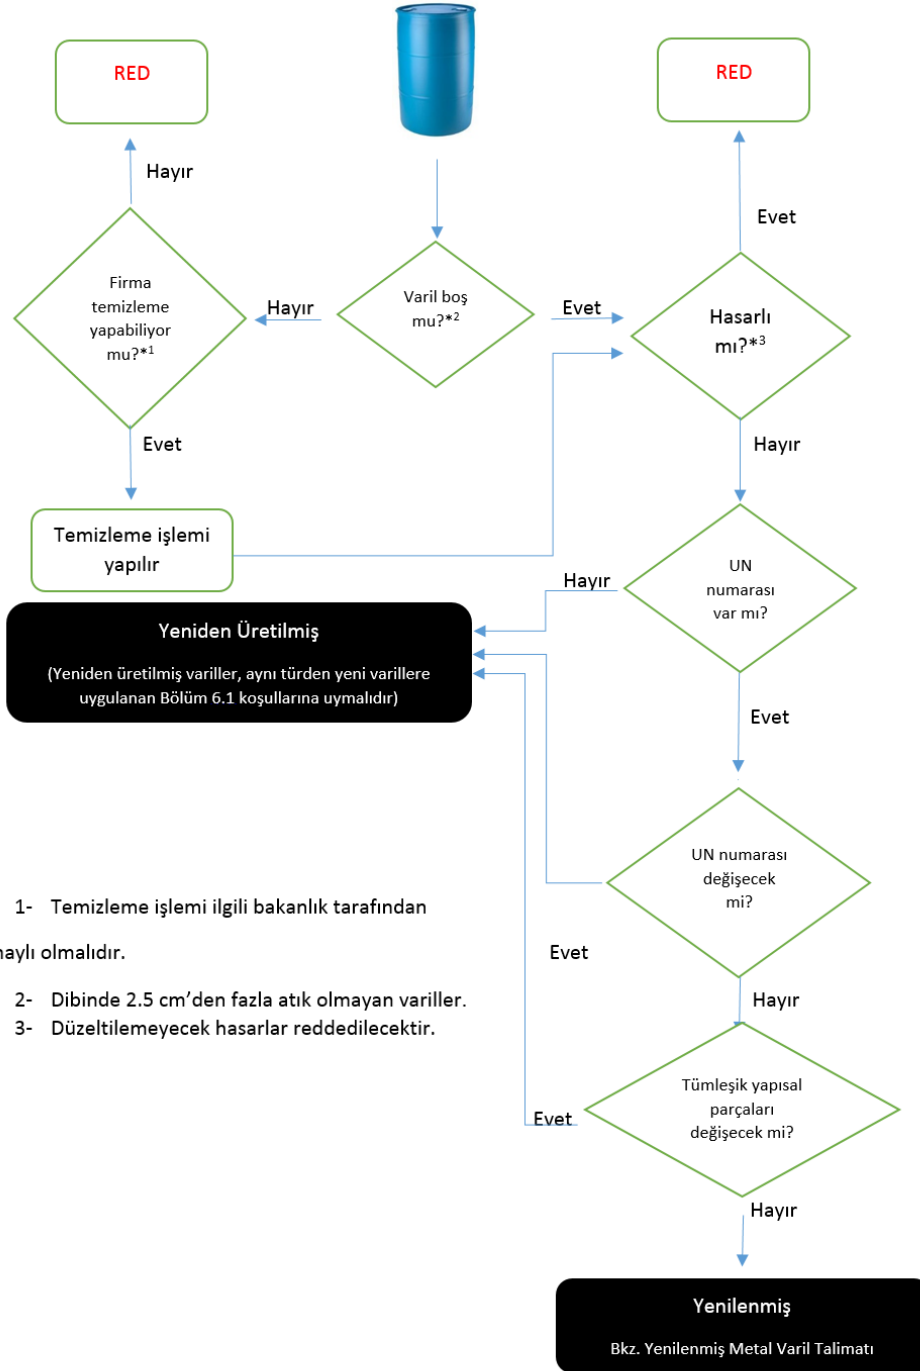 RED
RED
Hayır
Evet
Firma
temizleme
yapabiliyor
mu?*1
Hayır
Varil boş
mu?*2
Evet
Hasarlı
mı?*3
Evet
Hayır
Temizleme işlemi
yapılır
UN
numarası
var mı?
Hayır
Yeniden Üretilmiş
(Yeniden üretilmiş variller, aynı türden yeni varillere
uygulanan Bölüm 6.1 koşullarına uymalıdır)
Evet
UN numarası
değişecek
mi?
1- Temizleme işlemi ilgili bakanlık tarafından
naylı olmalıdır.
Evet
2- Dibinde 2.5 cm’den fazla atık olmayan variller.
3- Düzeltilemeyecek hasarlar reddedilecektir.
Hayır
Tümleşik yapısal
parçaları
değişecek mi?
Evet
Hayır
Yenilenmiş
Bkz. Yenilenmiş Metal Varil Talimatı